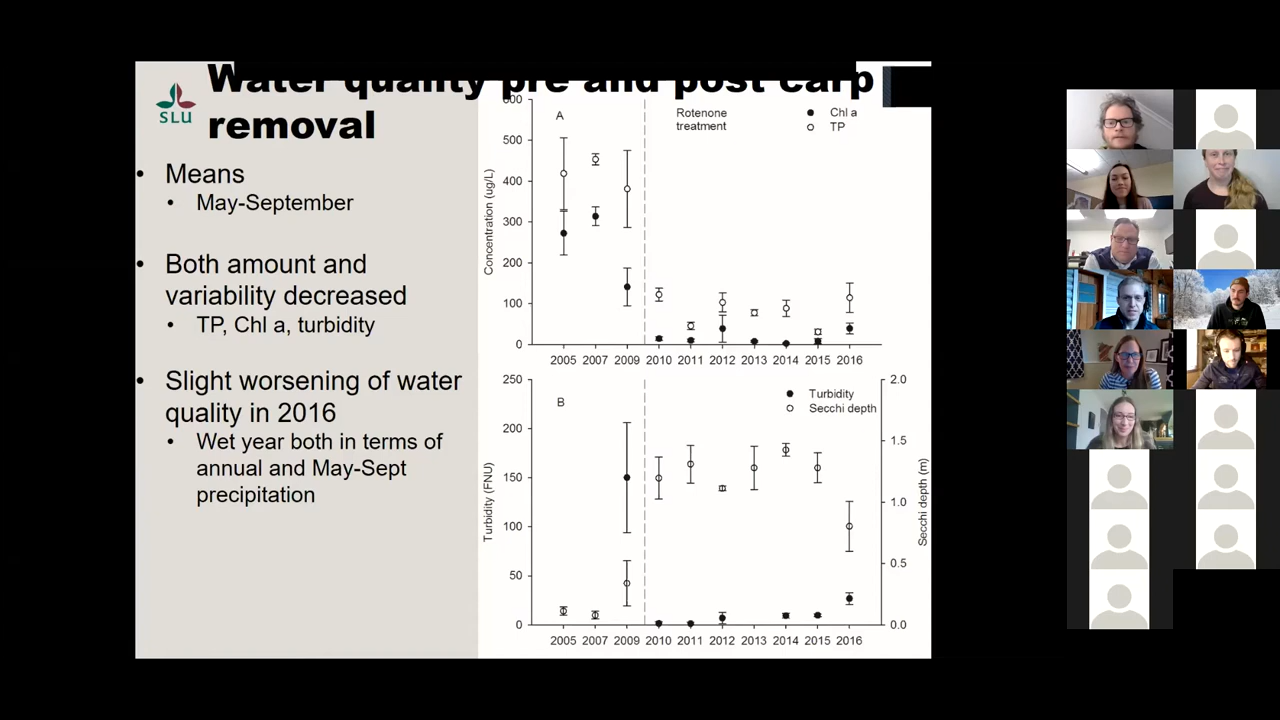 Water quality pre and post carp
removal
SLU
• Means
• May-September
• Both amount and
variability decreased
• TP, Chl a, turbidity
• Slight worsening of water
quality in 2016
• Wet year both in terms of
annual and May-Sept
precipitation
A
Rotenone
treatment
Chl a
TP
Concentration (ug/L)
600
500
400
300
200
100
0
2005 2007 2009 2010 2011 2012 2013 2014 2015 2016
B
Turbidity
Secchi depth
Turbidity (FNU)
250
200
150
100
50
0
Secchi depth (m)
2.0
1.5
1.0
0.5
0.0
2005 2007 2009 2010 2011 2012 2013 2014 2015 2016